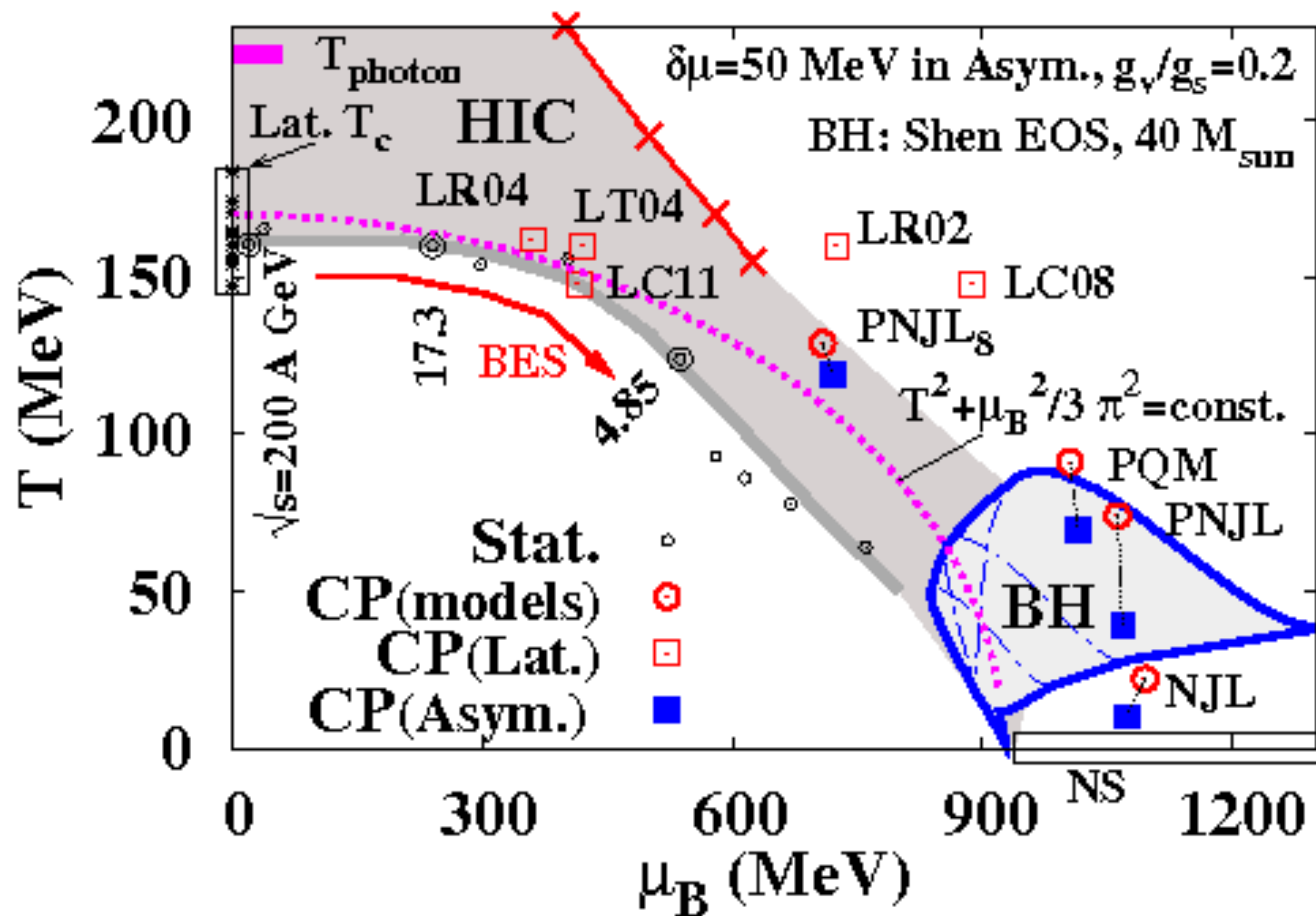 T_photon
δμ=50 MeV in Asym., g_v/g_s=0.2
BH: Shen EOS, 40 M_sun
HIC
Lat. T_c
LR04
LT04
LR02
LC11
LC08
PNJL_8
BES
√s=200 A GeV
17.3
4.85
T²+μ_B²/3 π²=const.
PQM
PNJL
BH
NJL
NS
Stat.
CP(models)
CP(Lat.)
CP(Asym.)
T (MeV)
200
150
100
50
0
0 300 600 900 1200
μ_B (MeV)